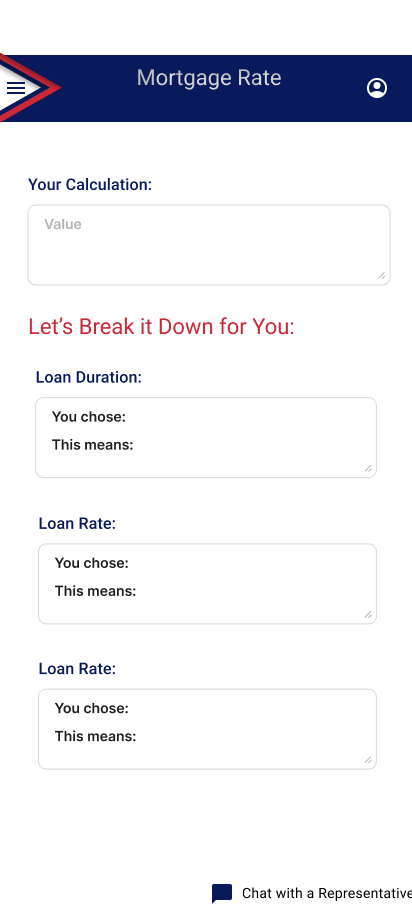 Mortgage Rate
Your Calculation:
Value
Let’s Break it Down for You:
Loan Duration:
You chose:
This means:
Loan Rate:
You chose:
This means:
Loan Rate:
You chose:
This means:
Chat with a Representative